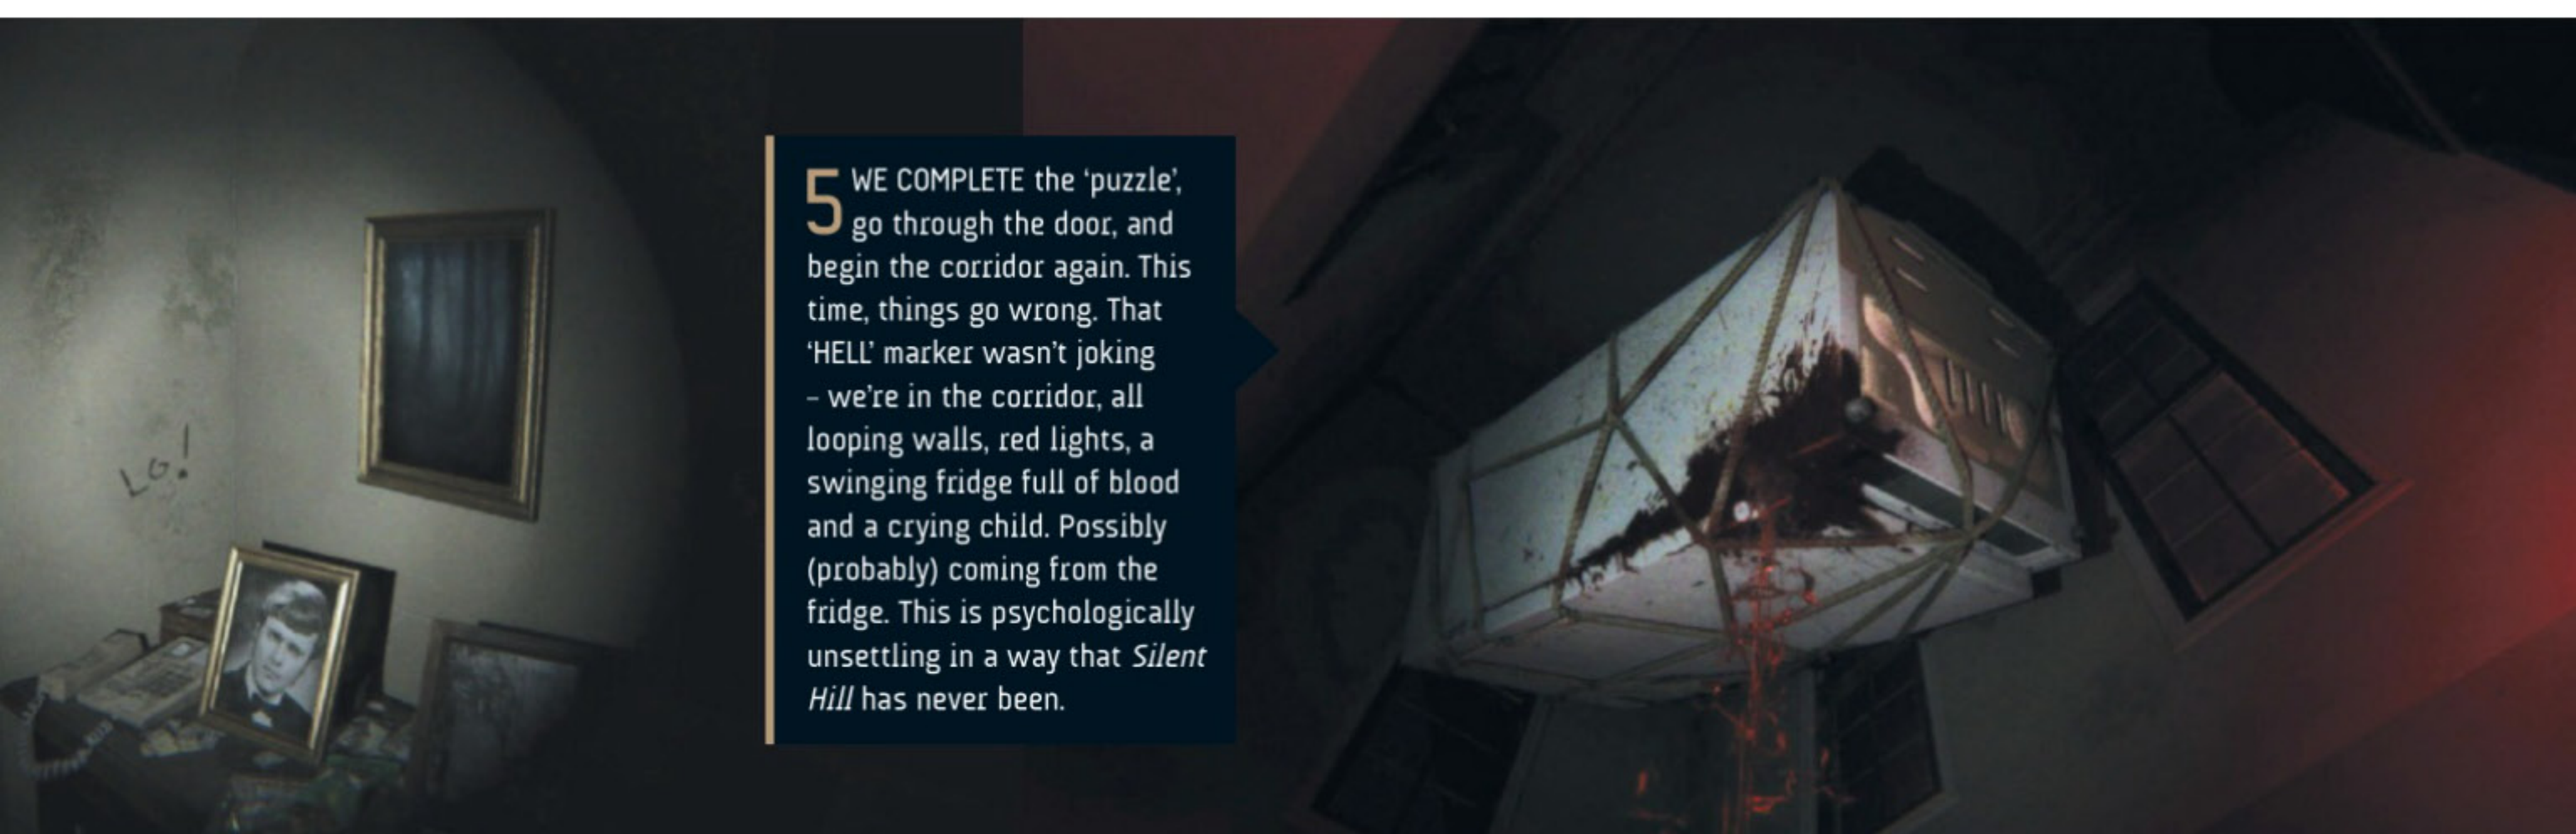 LO!
5 WE COMPLETE the ‘puzzle’,
go through the door, and
begin the corridor again. This
time, things go wrong. That
‘HELL’ marker wasn’t joking
– we’re in the corridor, all
looping walls, red lights, a
swinging fridge full of blood
and a crying child. Possibly
(probably) coming from the
fridge. This is psychologically
unsettling in a way that Silent
Hill has never been.